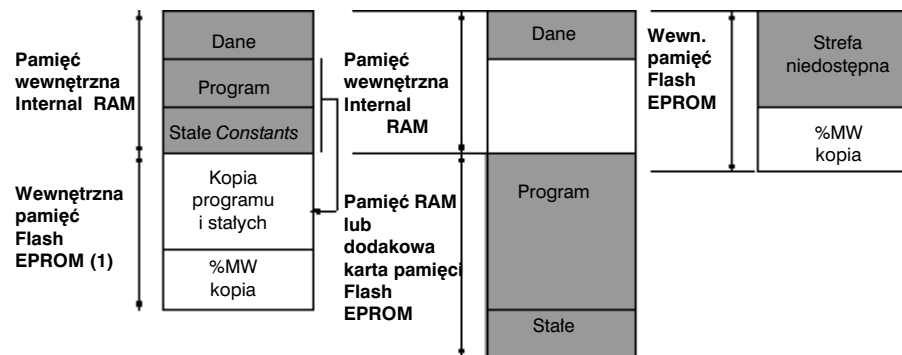 Pamięć
wewnętrzna
Internal RAM
Dane
Program
Stałe Constants
Wewnętrzna
pamięć
Flash
EPROM (1)
Kopia
programu
i stałych
%MW
kopia
Pamięć
wewnętrzna
Internal
RAM
Dane
Pamięć RAM
lub
dodakowa
karta pamięci
Flash
EPROM
Program
Stałe
Wewn.
pamięć
Flash
EPROM
Strefa
niedostępna
%MW
kopia